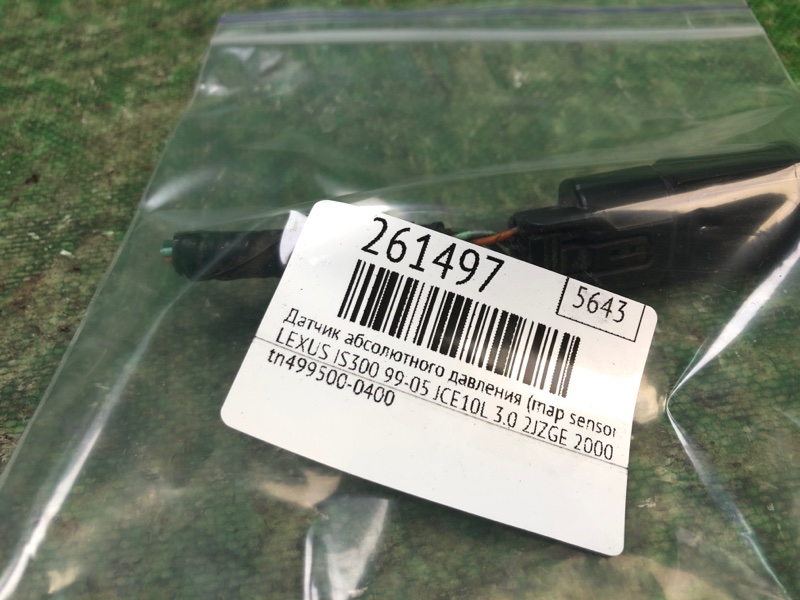 261497
5643
Датчик абсолютного давления (map sensor
LEXUS IS300 99-05 JCE10L 3.0 2JZGE 2000
tn499500-0400